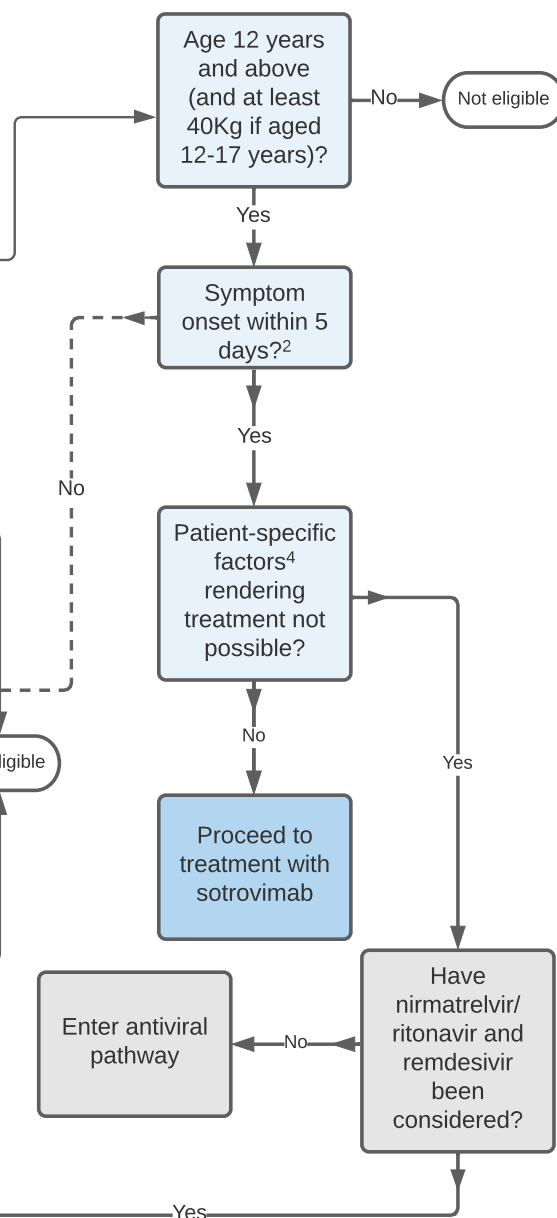 Age 12 years
and above
(and at least
40Kg if aged
12-17 years)?
No
Not eligible
Yes
Symptom
onset within 5
days?2
No
Yes
Patient-specific
factors4
rendering
treatment not
possible?
No
Yes
ligible
Proceed to
treatment with
sotrovimab
Have
nirmatrelvir/
ritonavir and
remdesivir
been
considered?
No
Enter antiviral
pathway
Yes